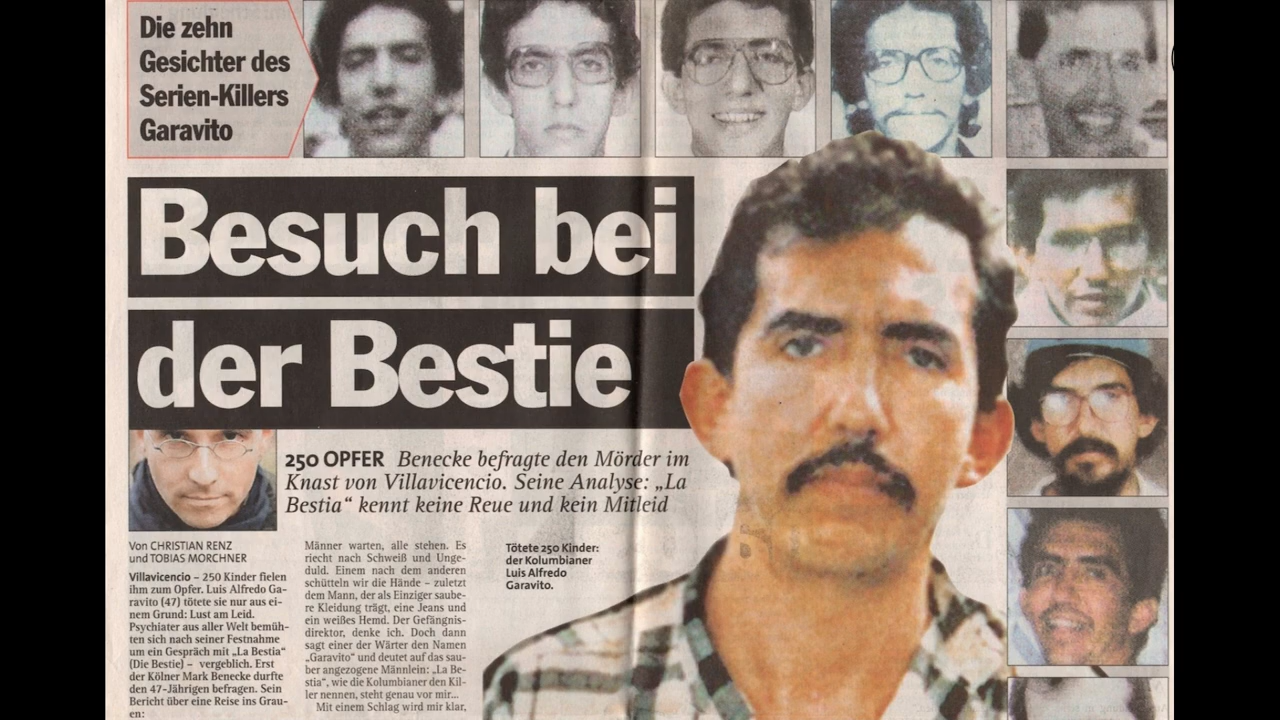 Die zehn
Gesichter des
Serien-Killers
Garavito
Besuch bei
der Bestie
250 OPFER Benecke befragte den Mörder im
Knast von Villavicencio. Seine Analyse: „La
Bestia“ kennt keine Reue und kein Mitleid
Von CHRISTIAN RENZ
und TOBIAS MORCHNER
Villavicencio – 250 Kinder fielen
ihm zum Opfer. Luis Alfredo Ga-
ravito (47) tötete sie nur aus ei-
nem Grund: Lust am Leid.
Psychiater aus aller Welt bemüh-
ten sich nach seiner Festnahme
um ein Gespräch mit „La Bestia“
(Die Bestie) – vergeblich. Erst
der Kölner Mark Benecke durfte
den 47-Jährigen befragen. Sein
Bericht über eine Reise ins Grau-
en:
Männer warten, alle stehen. Es
riecht nach Schweiß und Unge-
duld. Einem nach dem anderen
schütteln wir die Hände – zuletzt
dem Mann, der als Einziger saube-
re Kleidung trägt, eine Jeans und
ein weißes Hemd. Der Gefängnis-
direktor, denke ich. Doch dann
sagt einer der Wärter den Namen
„Garavito“ und deutet auf das sau-
ber angezogene Männlein: „La Be-
stia“, wie die Kolumbianer den Kil-
ler nennen, steht genau vor mir...
Mit einem Schlag wird mir klar,
Tötete 250 Kinder:
der Kolumbianer
Luis Alfredo
Garavito.